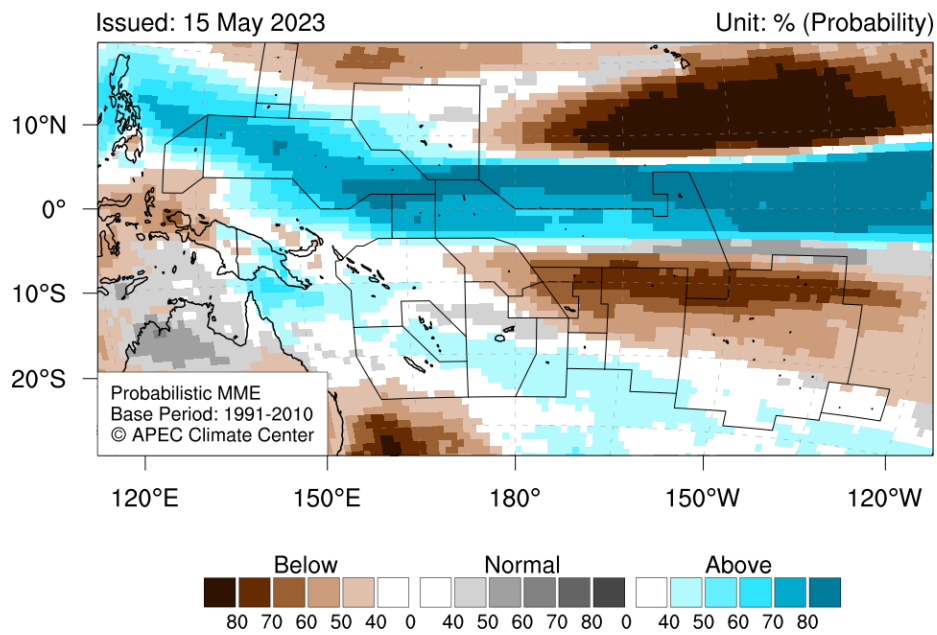 Issued: 15 May 2023 Unit: % (Probability)
10°N
0°
10°S
20°S
Probabilistic MME
Base Period: 1991-2010
© APEC Climate Center
120°E 150°E 180° 150°W 120°W
Below Normal Above
80 70 60 50 40 0 40 50 60 70 80 0 40 50 60 70 80